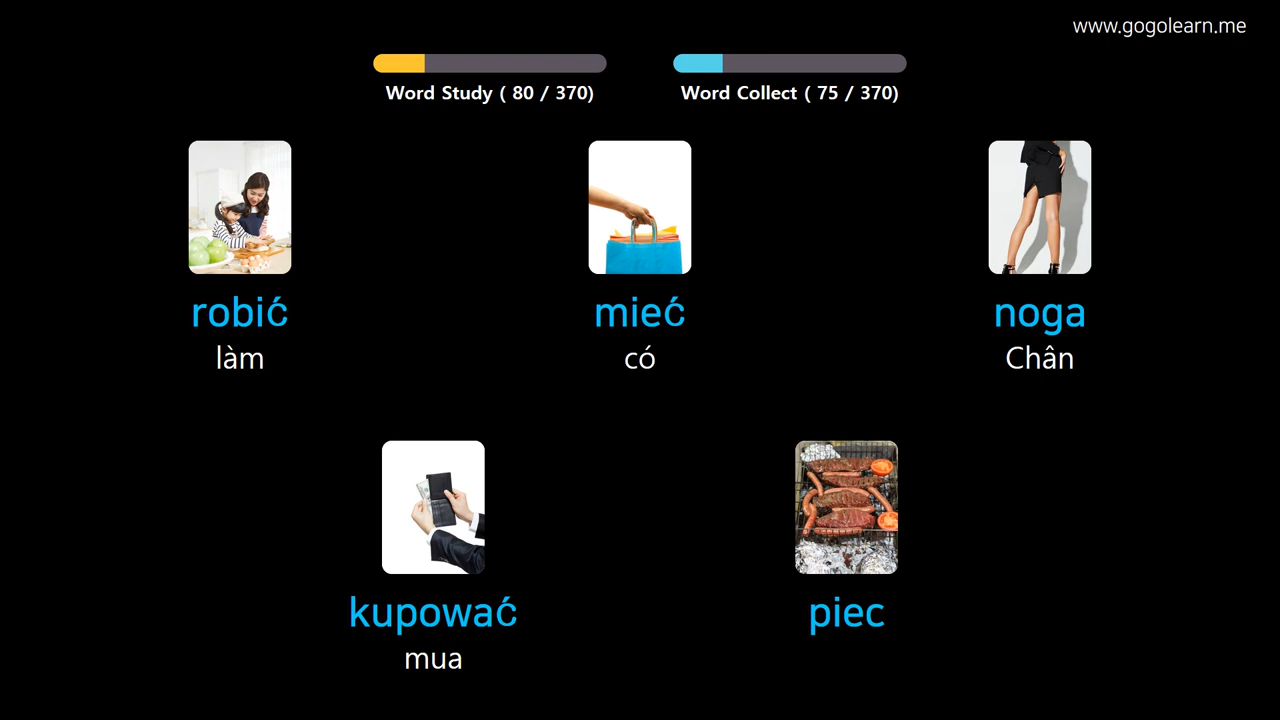 www.gogolearn.me
Word Study ( 80 / 370)
Word Collect ( 75 / 370)
robić
mieć
noga
làm
có
Chân
kupować
piec
mua